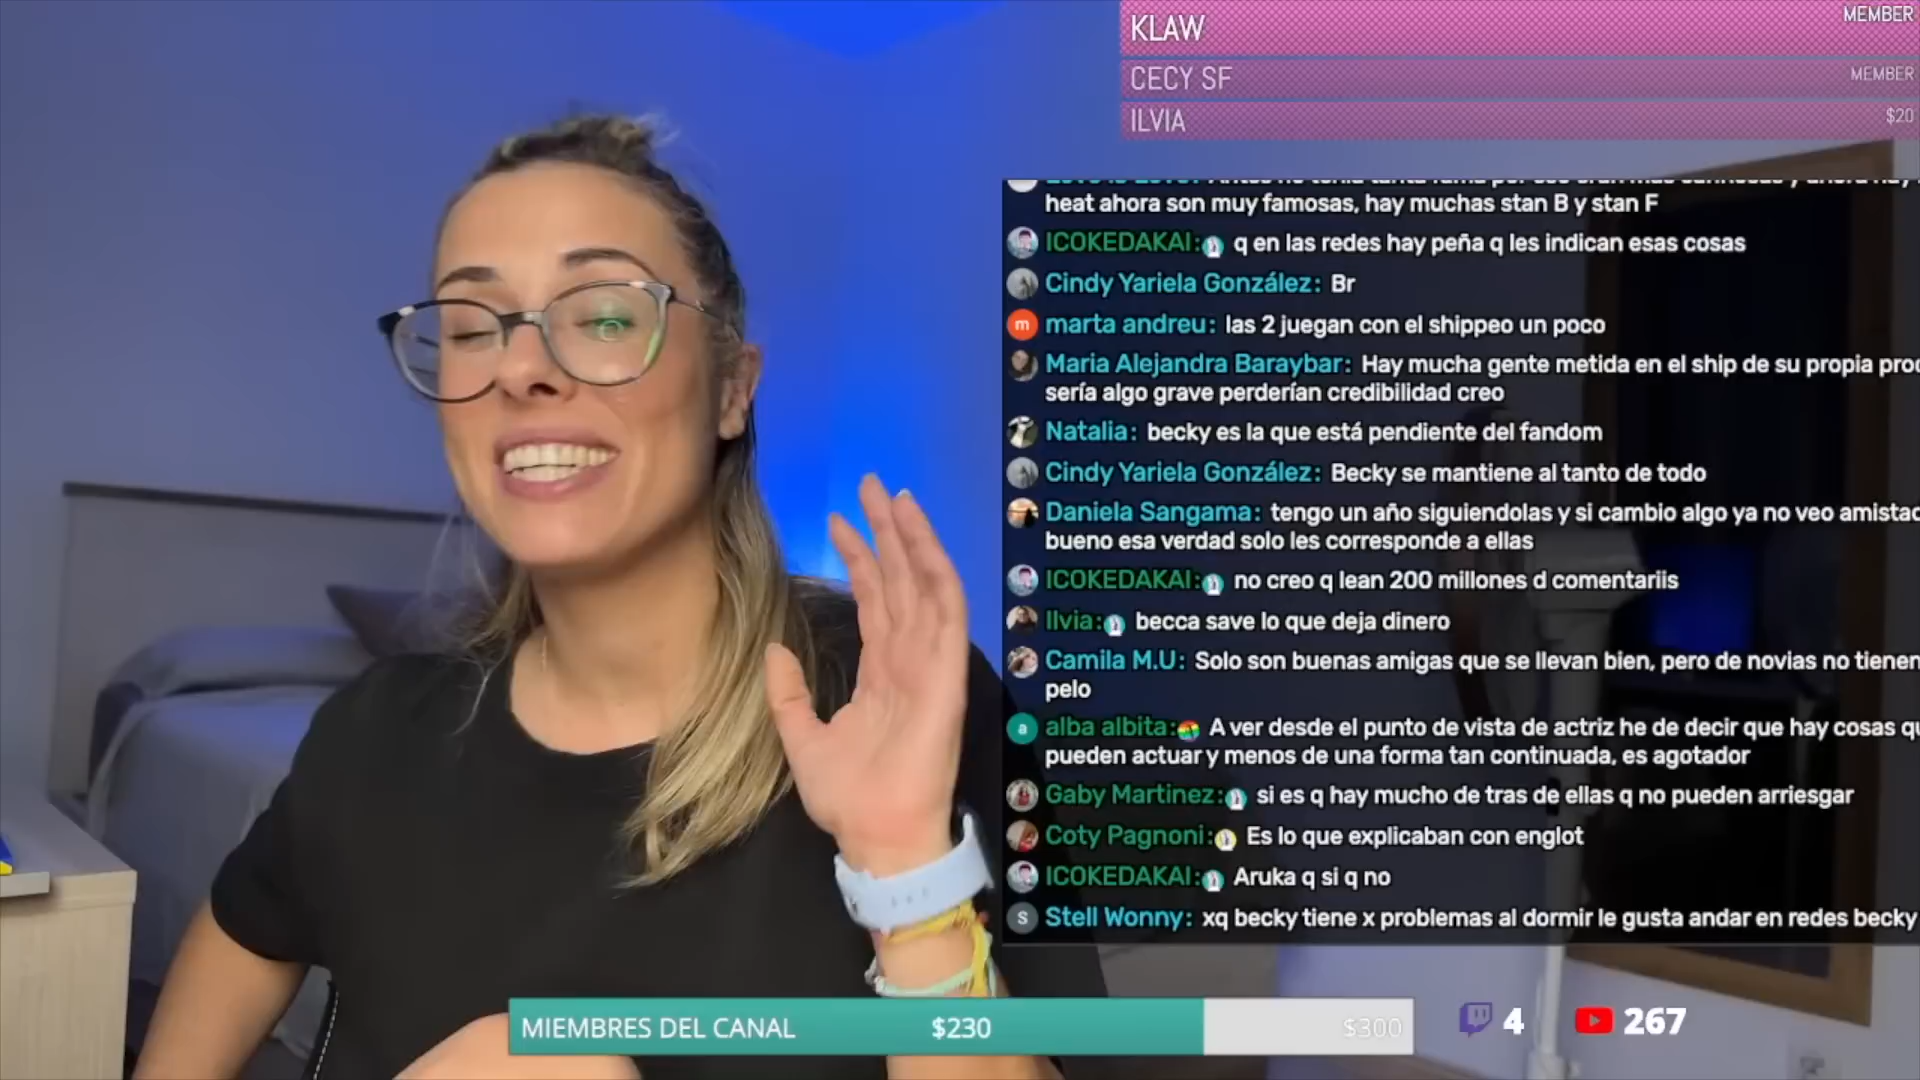 MEMBER
KLAW
CECY SF
MEMBER
ILVIA
$20
heat ahora son muy famosas, hay muchas stan B y stan F
ICOKEDAKAI: q en las redes hay peña q les indican esas cosas
Cindy Yariela González: Br
m
marta andreu: las 2 juegan con el shippeo un poco
Maria Alejandra Baraybar: Hay mucha gente metida en el ship de su propia
sería algo grave perderían credibilidad creo
Natalia: becky es la que está pendiente del fandom
Cindy Yariela González: Becky se mantiene al tanto de todo
Daniela Sangama: tengo un año siguiendolas y si cambio algo ya no veo
bueno esa verdad solo les corresponde a ellas
ICOKEDAKAI: no creo q lean 200 millones d comentariis
Ilvia: becca save lo que deja dinero
Camila M.U: Solo son buenas amigas que se llevan bien, pero de novias no tienen
pelo
a
alba albita: A ver desde el punto de vista de actriz he de decir que hay cosas
pueden actuar y menos de una forma tan continuada, es agotador
Gaby Martinez: si es q hay mucho de tras de ellas q no pueden arriesgar
Coty Pagnoni: Es lo que explicaban con englot
ICOKEDAKAI: Aruka q si q no
S
Stell Wonny: xq becky tiene x problemas al dormir le gusta andar en redes becky
MIEMBRES DEL CANAL
$230
$300
4
267